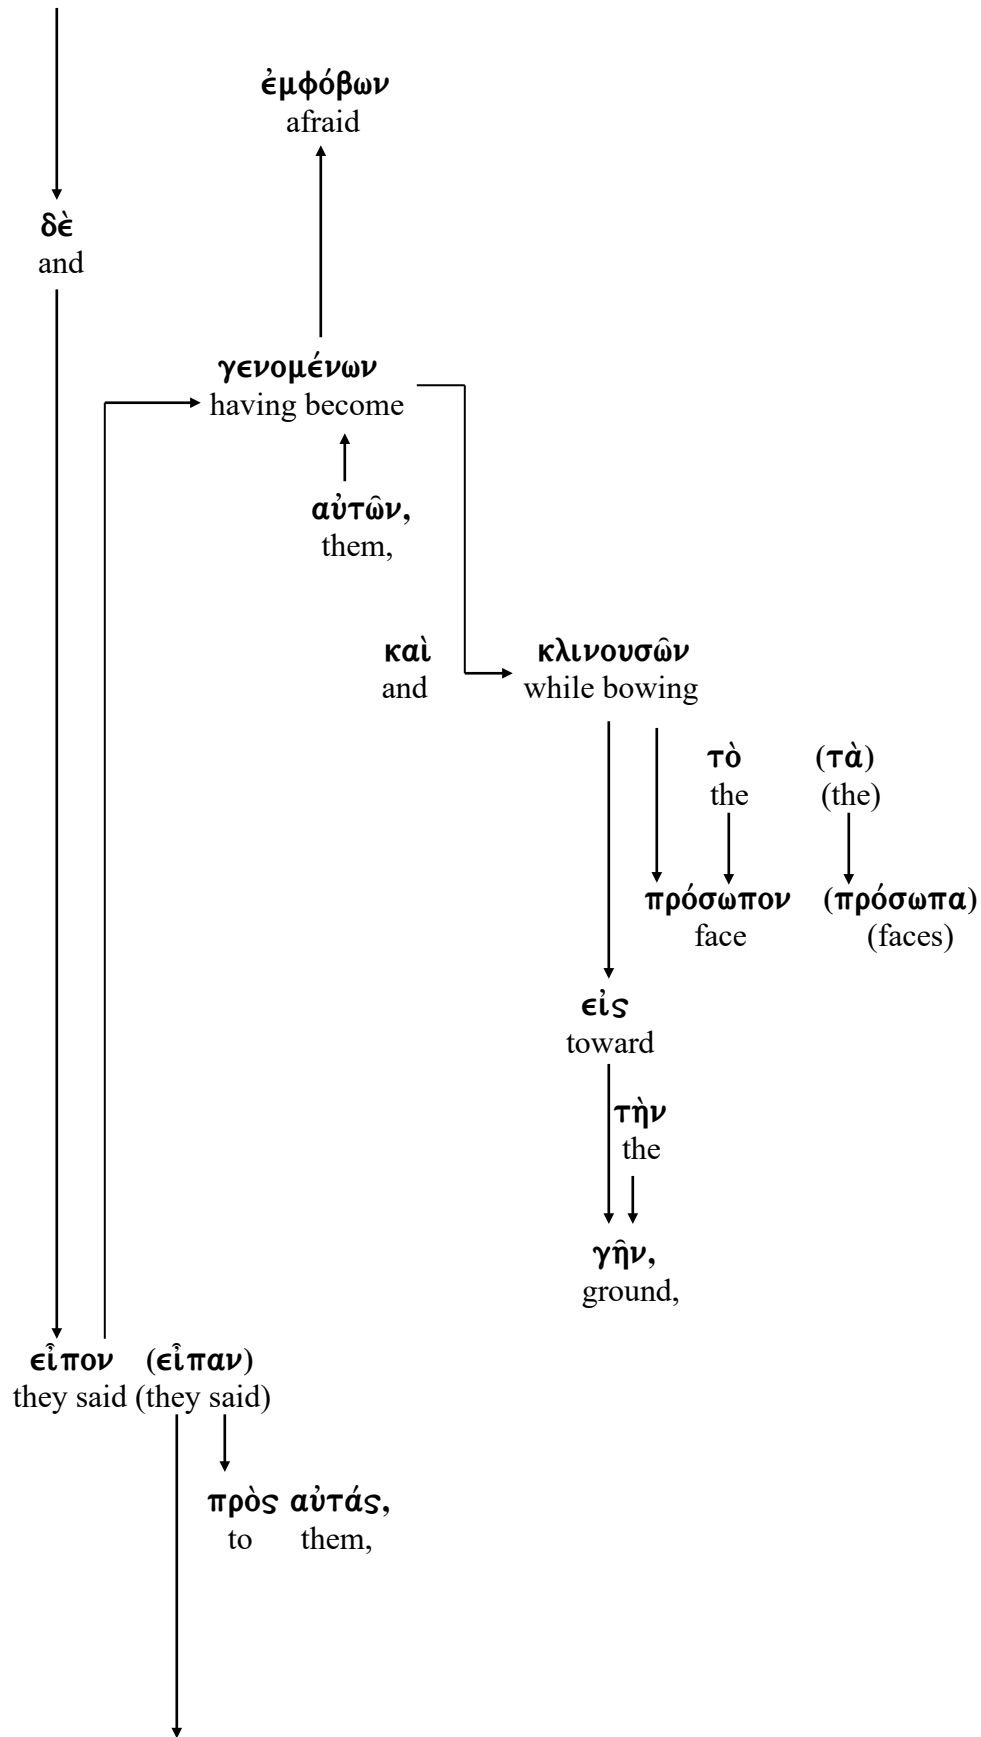 ἐμφόβων
afraid
δὲ
and
γενομένων
having become
αὐτῶν,
them,
καὶ κλινουσῶν
and while bowing
τὸ (τὰ)
the (the)
πρόσωπον (πρόσωπα)
face (faces)
εἰς
toward
τὴν
the
γῆν,
ground,
εἶπον (εἶπαν)
they said (they said)
πρὸς αὐτάς,
to them,